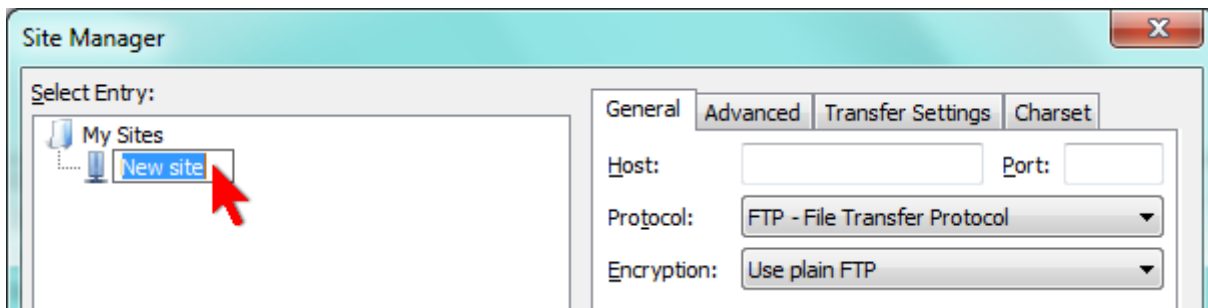 Site Manager
Select Entry:
My Sites
New site
General Advanced Transfer Settings Charset
Host: Port:
Protocol: FTP - File Transfer Protocol
Encryption: Use plain FTP